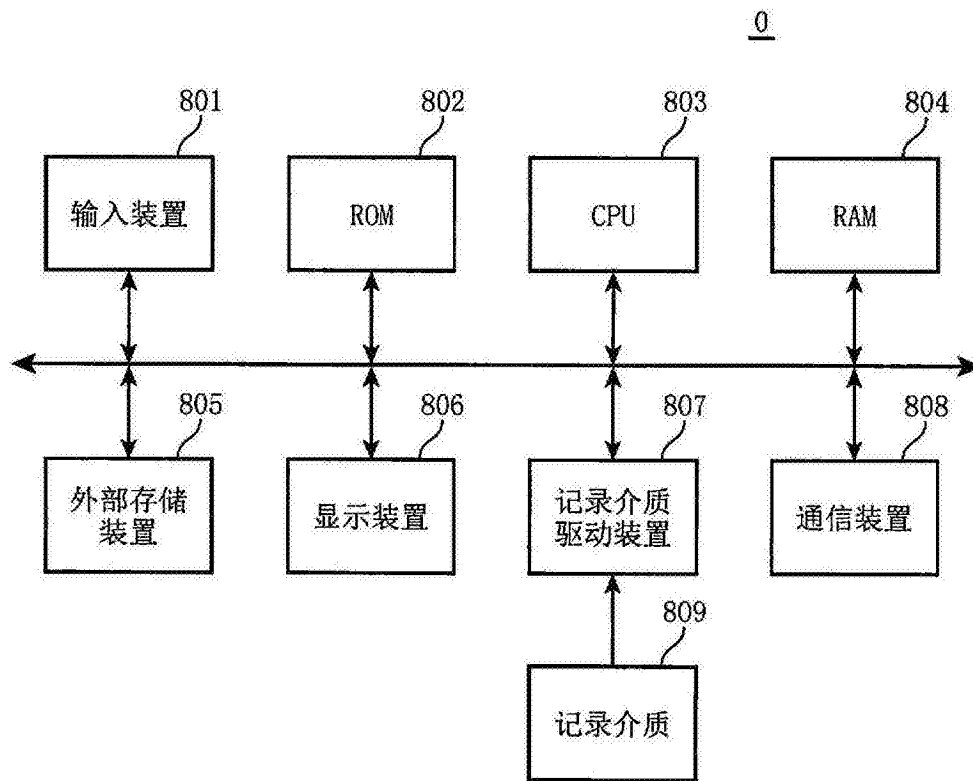 0
801
802
803
804
输入装置
ROM
CPU
RAM
805
806
807
808
外部存储
装置
显示装置
记录介质
驱动装置
通信装置
809
记录介质